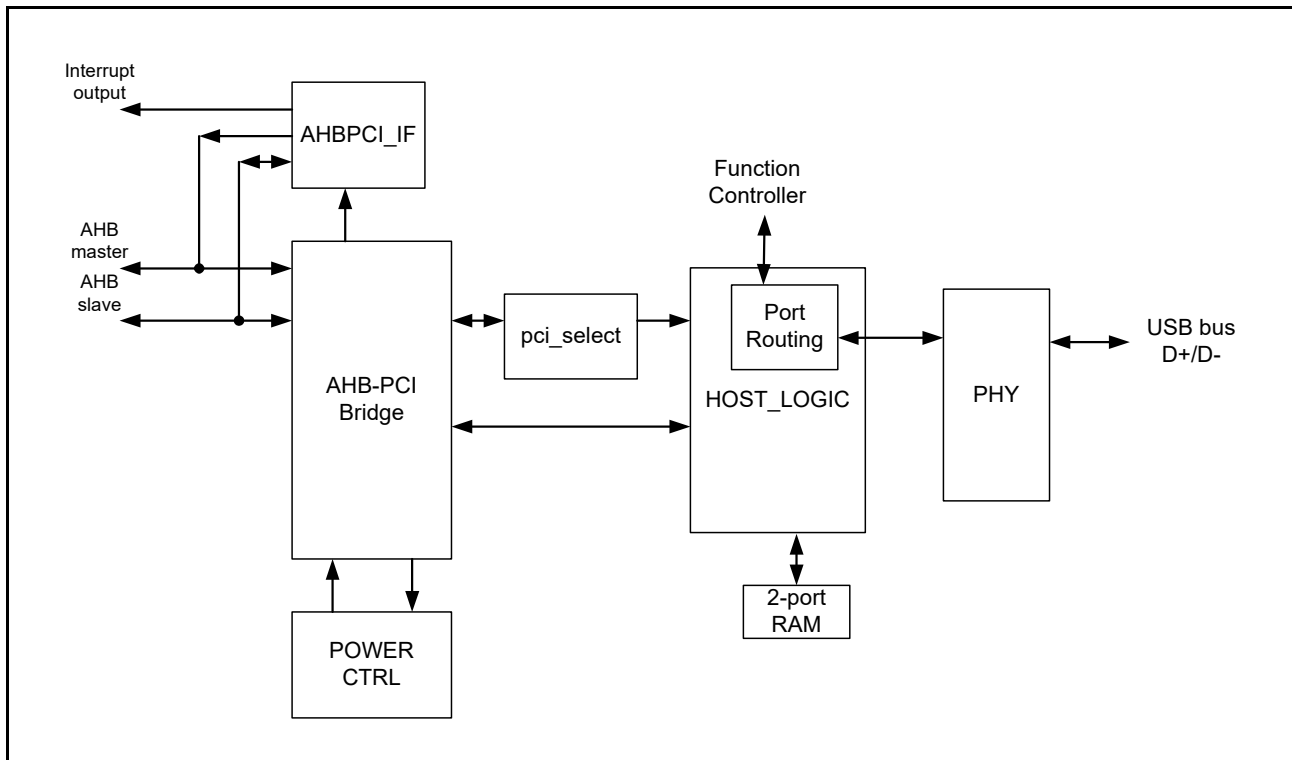 Interrupt
output
AHBPCI_IF
Function
Controller
AHB
master
AHB
slave
pci_select
Port
Routing
USB bus
D+/D-
AHB-PCI
Bridge
HOST_LOGIC
PHY
2-port
RAM
POWER
CTRL